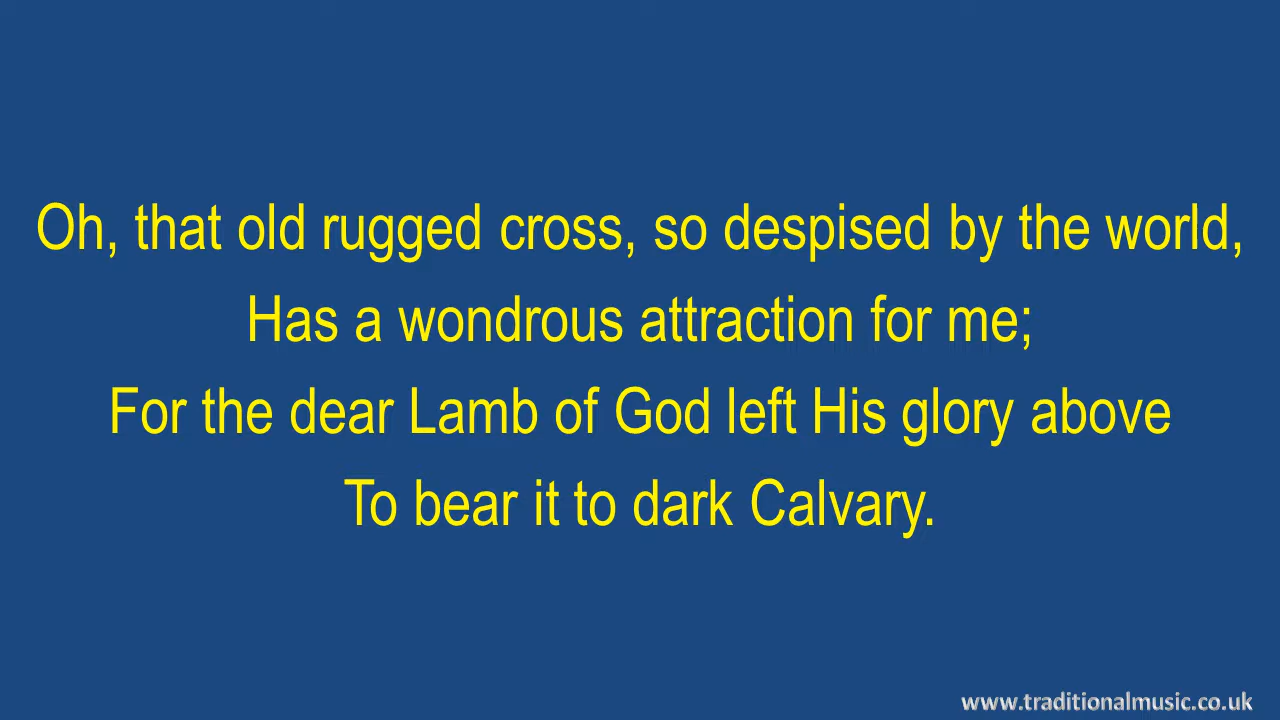 Oh, that old rugged cross, so despised by the world,
Has a wondrous attraction for me;
For the dear Lamb of God left His glory above
To bear it to dark Calvary.
www.traditionalmusic.co.uk